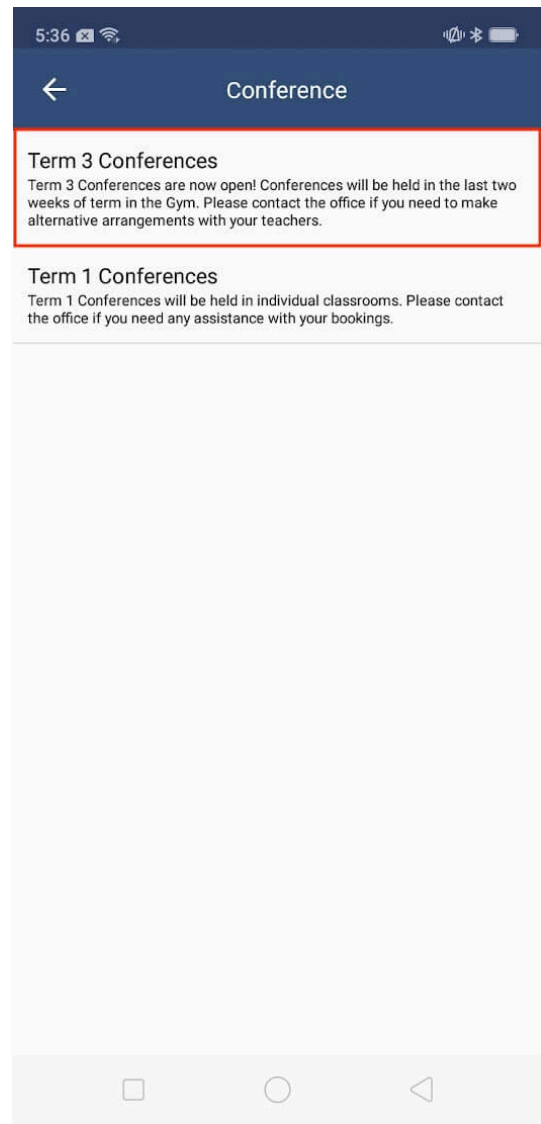 5:36
Conference
Term 3 Conferences
Term 3 Conferences are now open! Conferences will be held in the last two
weeks of term in the Gym. Please contact the office if you need to make
alternative arrangements with your teachers.
Term 1 Conferences
Term 1 Conferences will be held in individual classrooms. Please contact
the office if you need any assistance with your bookings.